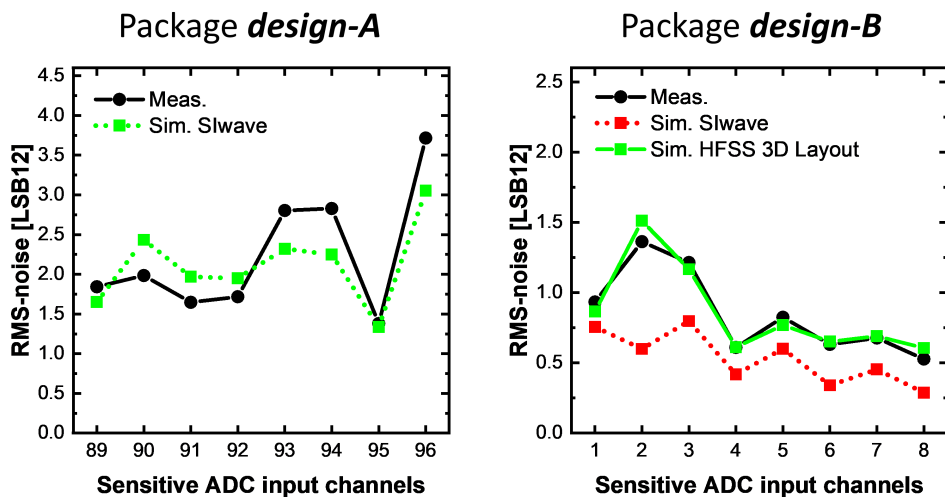 Package design-A
4.5
4.0
3.5
3.0
2.5
2.0
1.5
1.0
0.5
0.0
RMS-noise [LSB12]
Meas.
Sim. SIwave
89 90 91 92 93 94 95 96
Sensitive ADC input channels
Package design-B
2.5
2.0
1.5
1.0
0.5
0.0
RMS-noise [LSB12]
Meas.
Sim. SIwave
Sim. HFSS 3D Layout
1 2 3 4 5 6 7 8
Sensitive ADC input channels